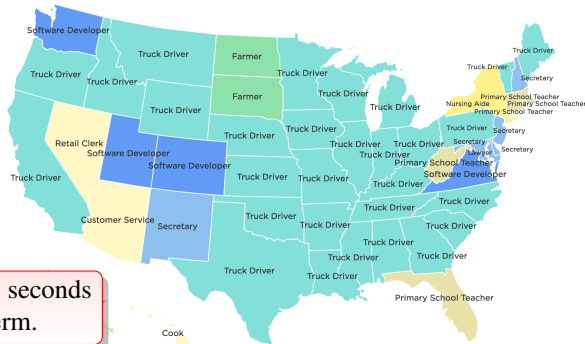 Software Developer
Truck Driver
Farmer
Truck Driver
Truck Driver
Truck Driver
Truck Driver
Truck Driver
Truck Driver
Secretary
Farmer
Truck Driver
Truck Driver
Primary School Teacher
Nursing Aide
Primary School Teacher
Primary School Teacher
Truck Driver
Truck Driver
Truck Driver
Truck Driver
Secretary
Retail Clerk
Software Developer
Truck Driver
Truck Driver
Truck Driver
Secretary
Secretary
Lawyer
Software Developer
Primary School Teacher
Software Developer
Truck Driver
Truck Driver
Truck Driver
Truck Driver
Truck Driver
Truck Driver
Customer Service
Secretary
Truck Driver
Truck Driver
Truck Driver
Truck Driver
Truck Driver
Truck Driver
Truck Driver
Truck Driver
seconds
erm.
Primary School Teacher
Cook